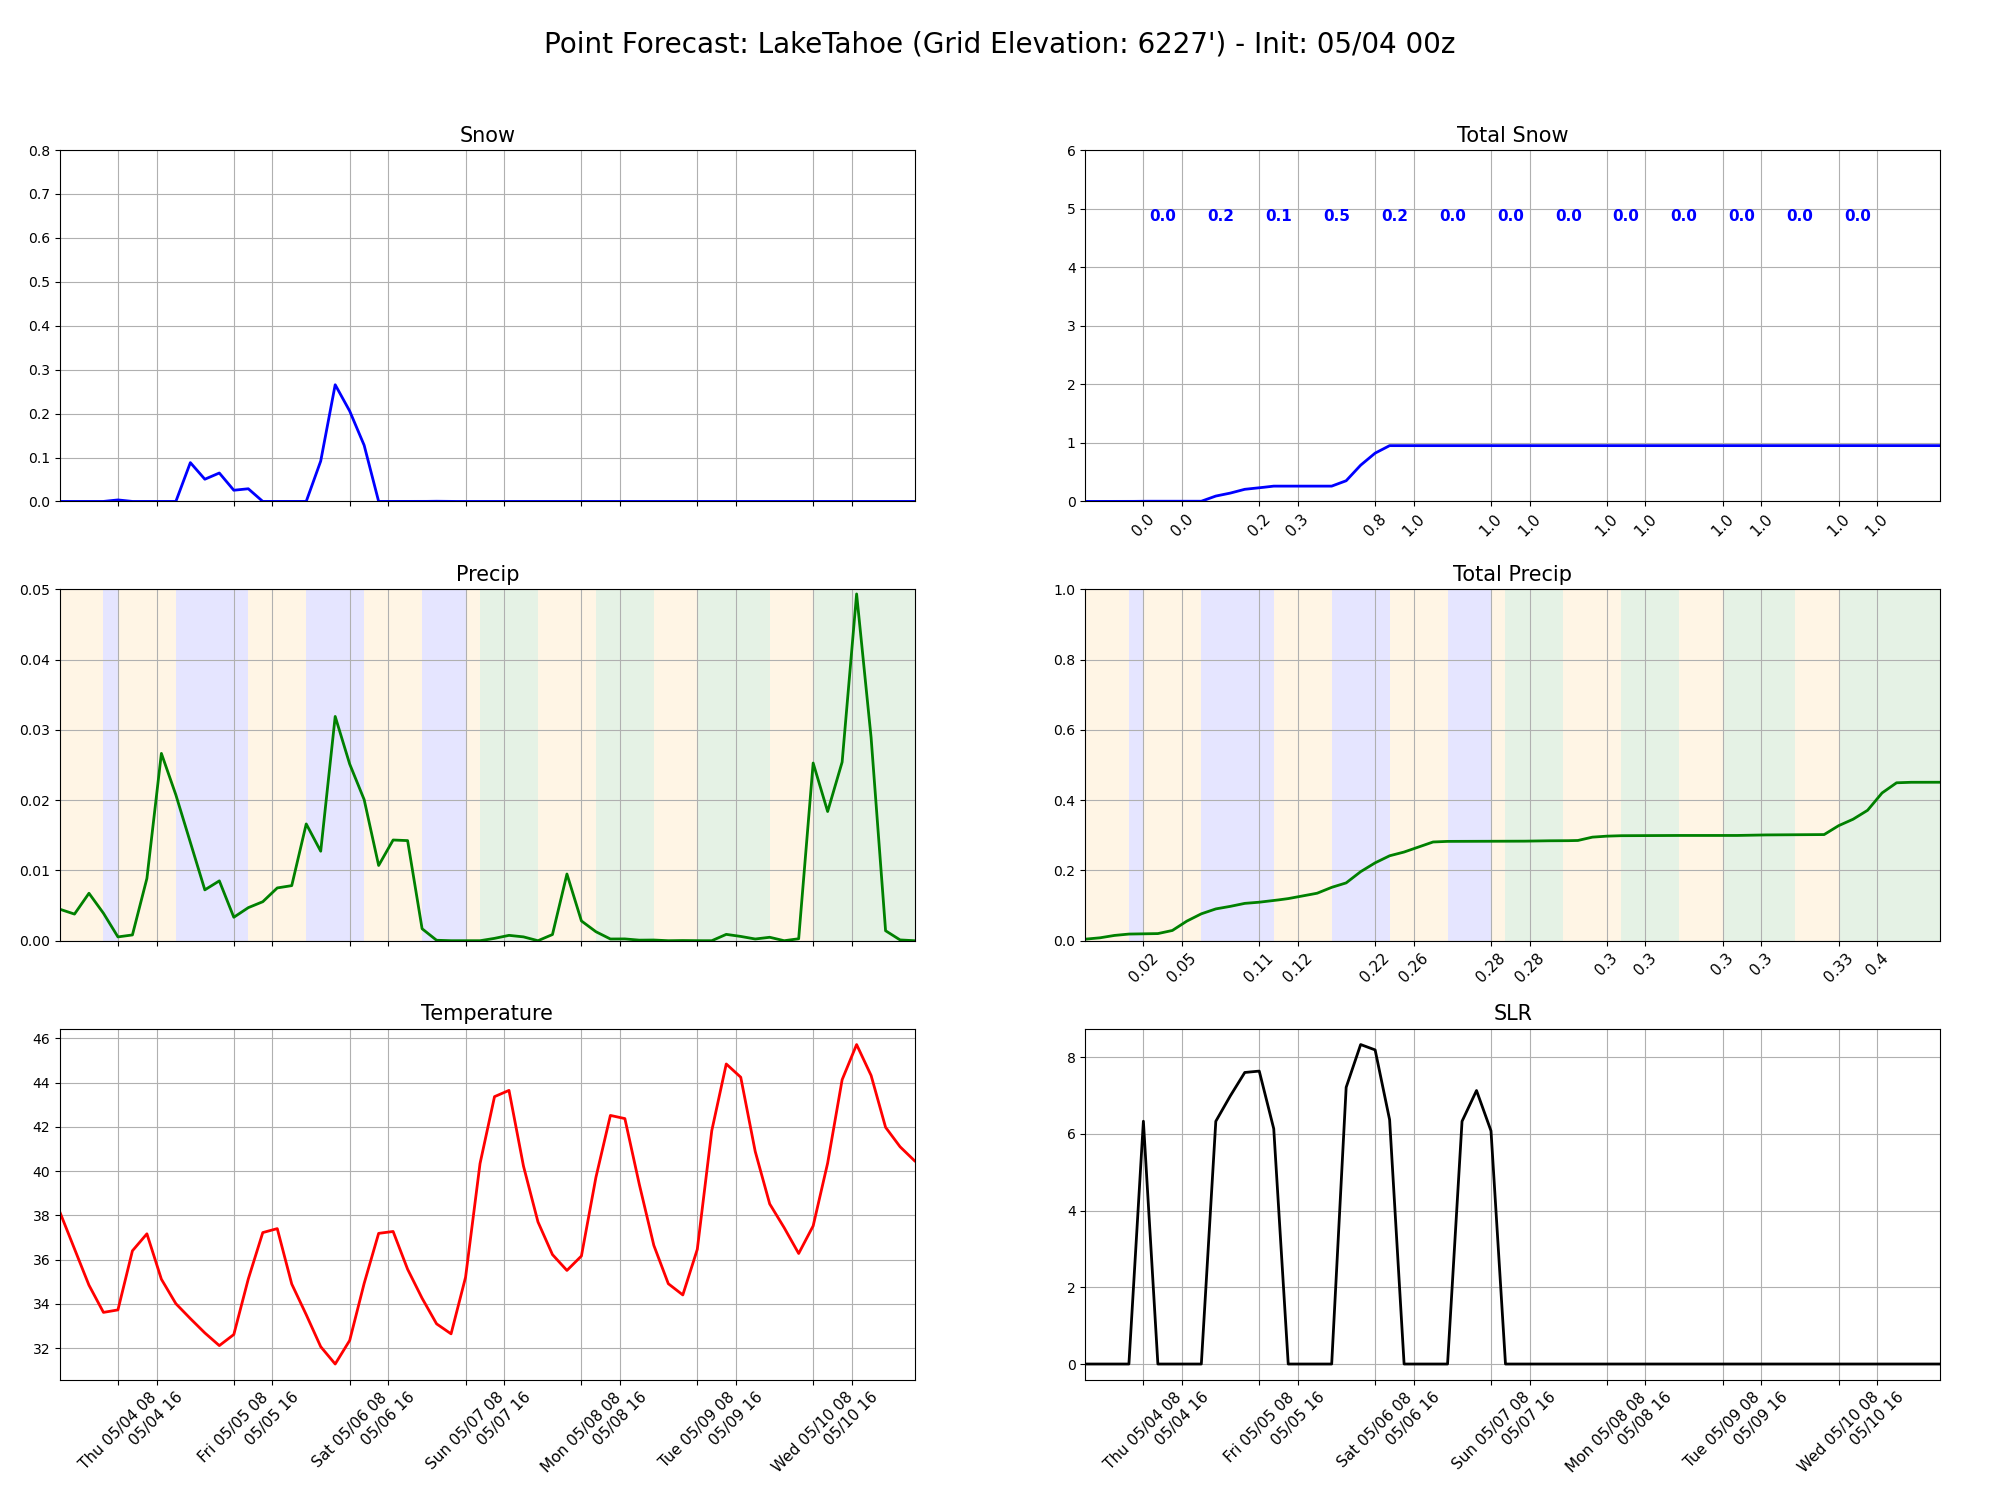 Point Forecast: LakeTahoe (Grid Elevation: 6227') - Init: 05/04 00z
Snow
0.8
0.7
0.6
0.5
0.4
0.3
0.2
0.1
0.0
Total Snow
6
5
4
3
2
1
0
0.0 0.2 0.1 0.5 0.2 0.0 0.0 0.0 0.0 0.0 0.0 0.0 0.0
0.0 0.0 0.2 0.3 0.8 1.0 1.0 1.0 1.0 1.0 1.0 1.0 1.0 1.0
Precip
0.05
0.04
0.03
0.02
0.01
0.00
Total Precip
1.0
0.8
0.6
0.4
0.2
0.0
0.02 0.05 0.11 0.12 0.22 0.26 0.28 0.28 0.3 0.3 0.3 0.3 0.33 0.4
Temperature
46
44
42
40
38
36
34
32
Thu 05/04 08
05/04 16
Fri 05/05 08
05/05 16
Sat 05/06 08
05/06 16
Sun 05/07 08
05/07 16
Mon 05/08 08
05/08 16
Tue 05/09 08
05/09 16
Wed 05/10 08
05/10 16
SLR
8
6
4
2
0
Thu 05/04 08
05/04 16
Fri 05/05 08
05/05 16
Sat 05/06 08
05/06 16
Sun 05/07 08
05/07 16
Mon 05/08 08
05/08 16
Tue 05/09 08
05/09 16
Wed 05/10 08
05/10 16